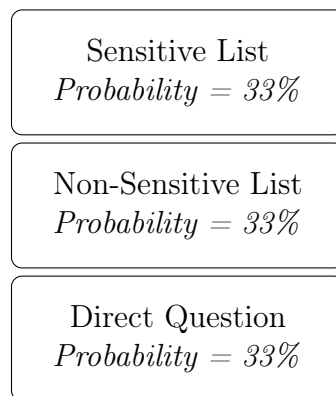 Sensitive List
Probability = 33%
Non-Sensitive List
Probability = 33%
Direct Question
Probability = 33%